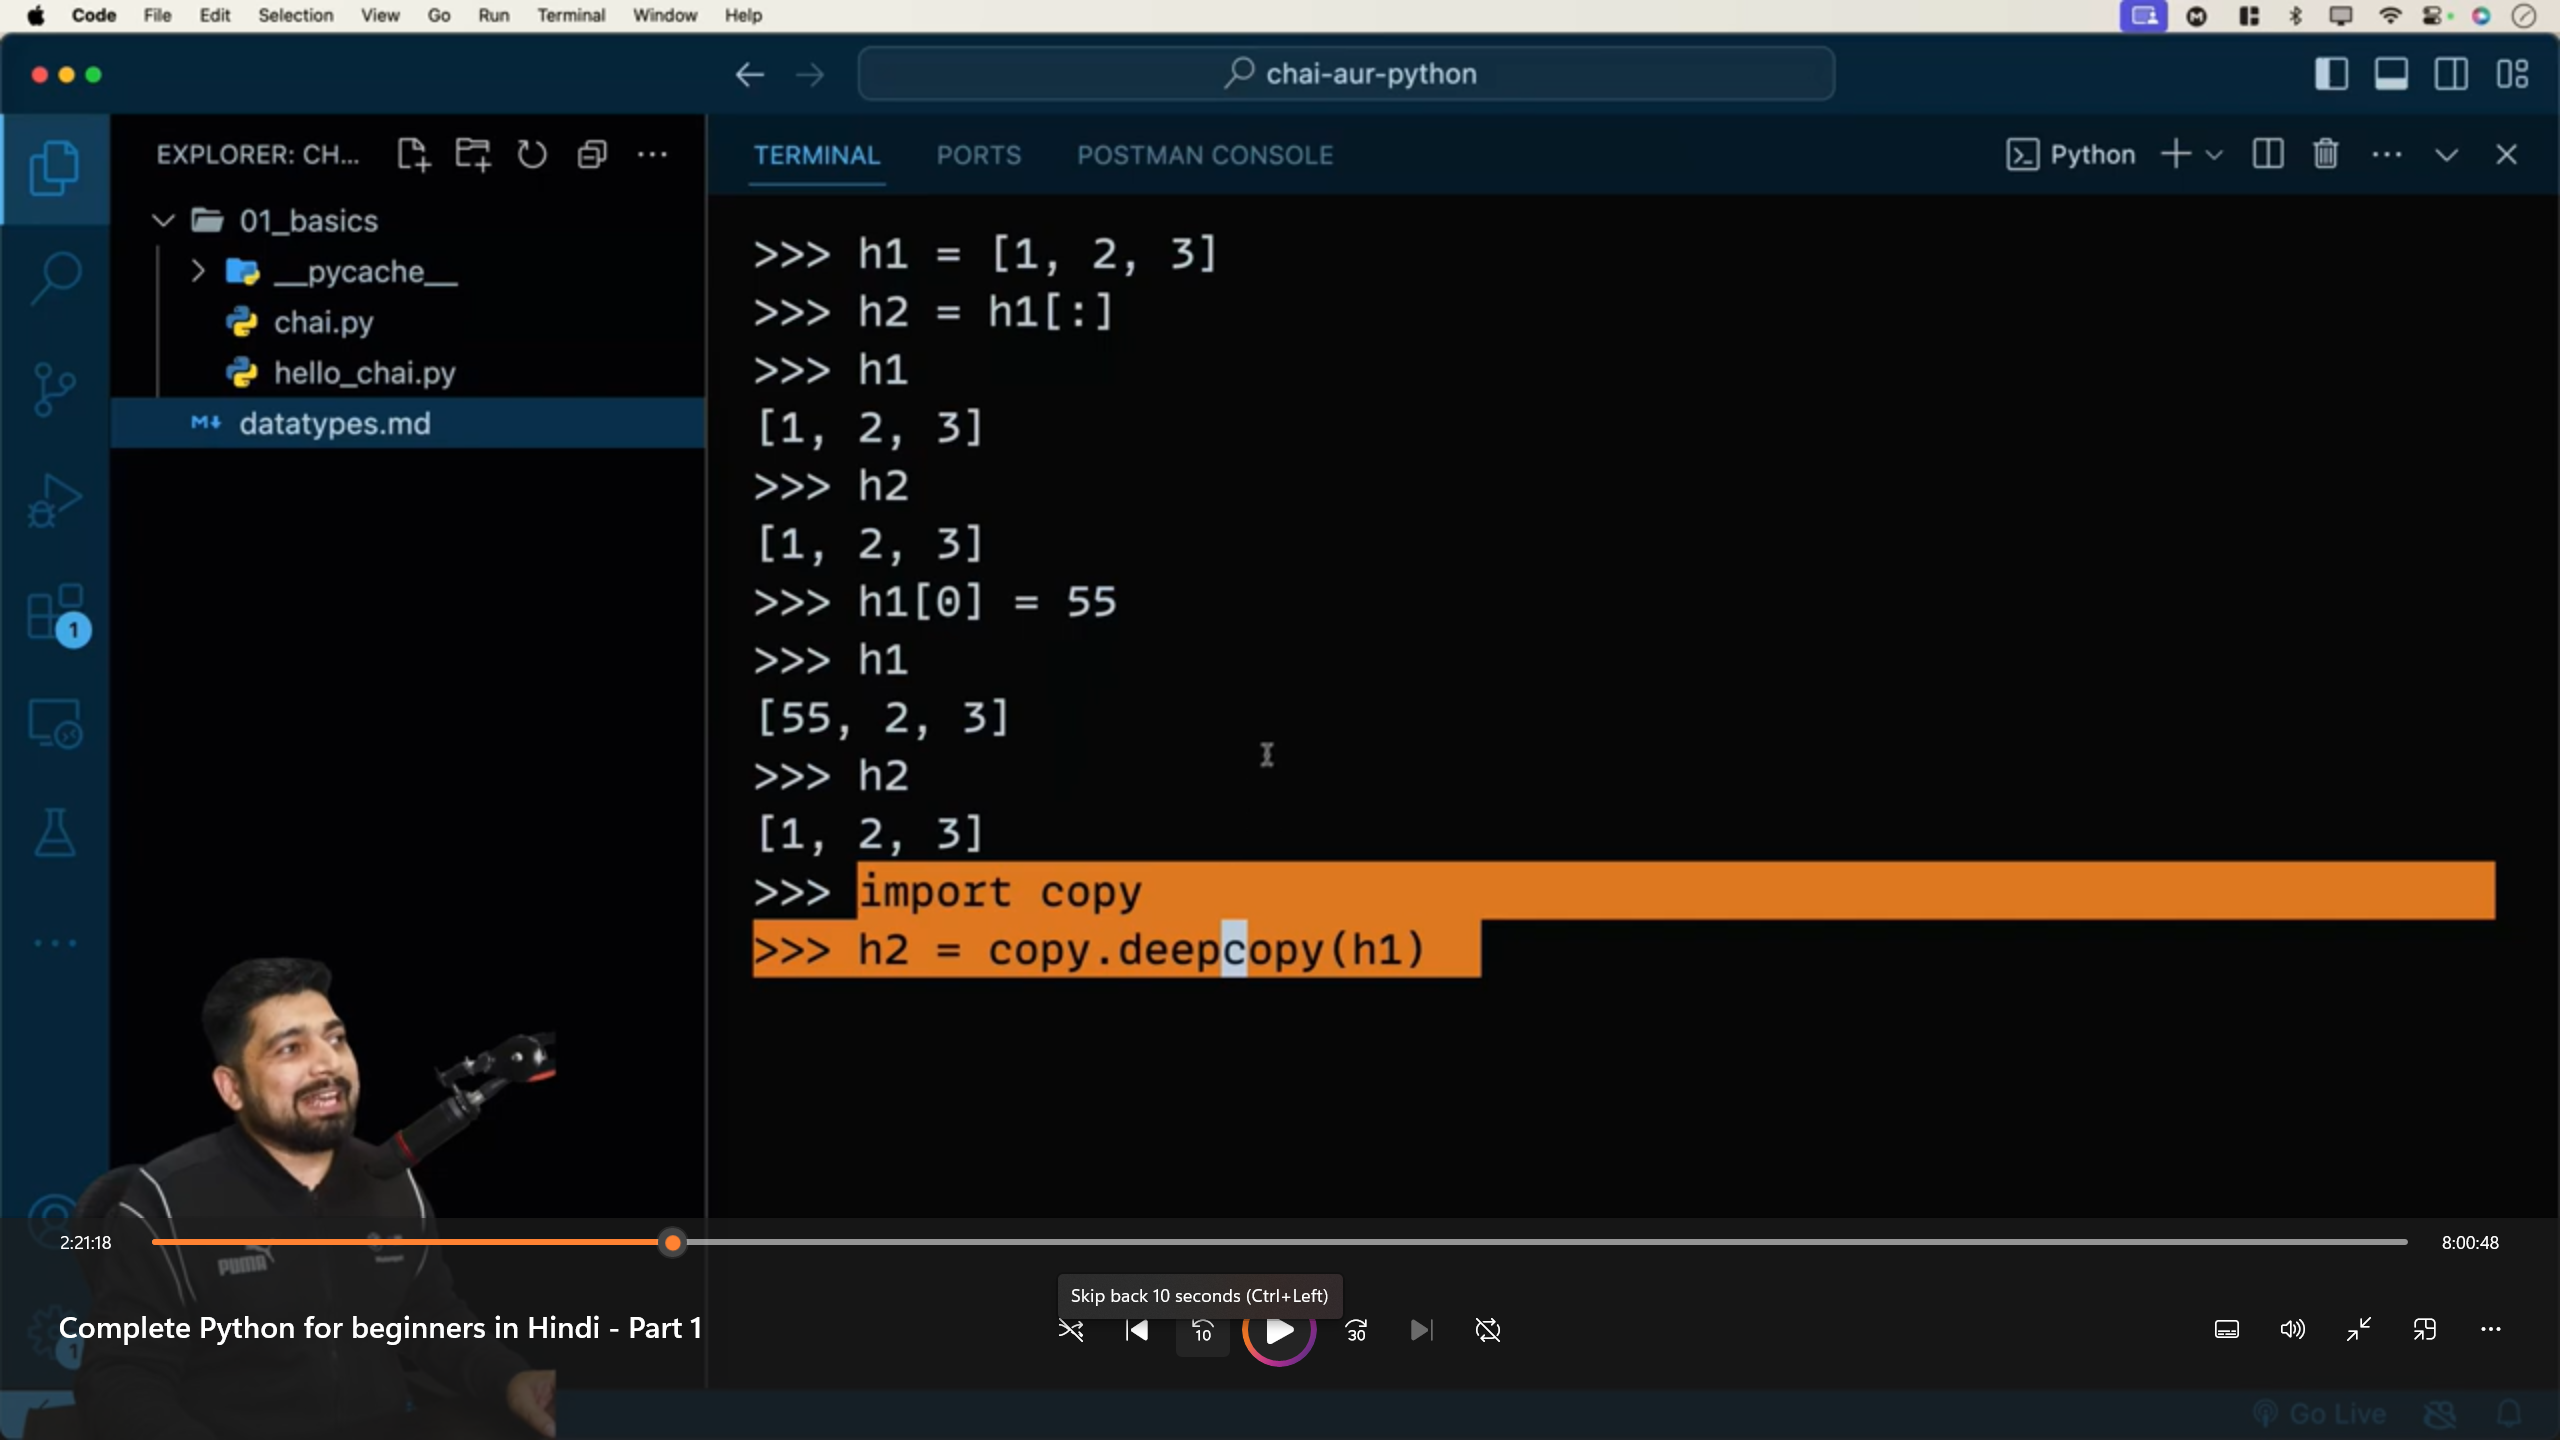 Code File Edit Selection View Go Run Terminal Window Help
chai-aur-python
EXPLORER: CH...
01_basics
__pycache__
chai.py
hello_chai.py
datatypes.md
1
TERMINAL PORTS POSTMAN CONSOLE
Python
>>> h1 = [1, 2, 3]
>>> h2 = h1[:]
>>> h1
[1, 2, 3]
>>> h2
[1, 2, 3]
>>> h1[0] = 55
>>> h1
[55, 2, 3]
>>> h2
[1, 2, 3]
>>> import copy
>>> h2 = copy.deepcopy(h1)
2:21:18
8:00:48
PUMA
Skip back 10 seconds (Ctrl+Left)
Complete Python for beginners in Hindi - Part 1
1
10
30
Go Live